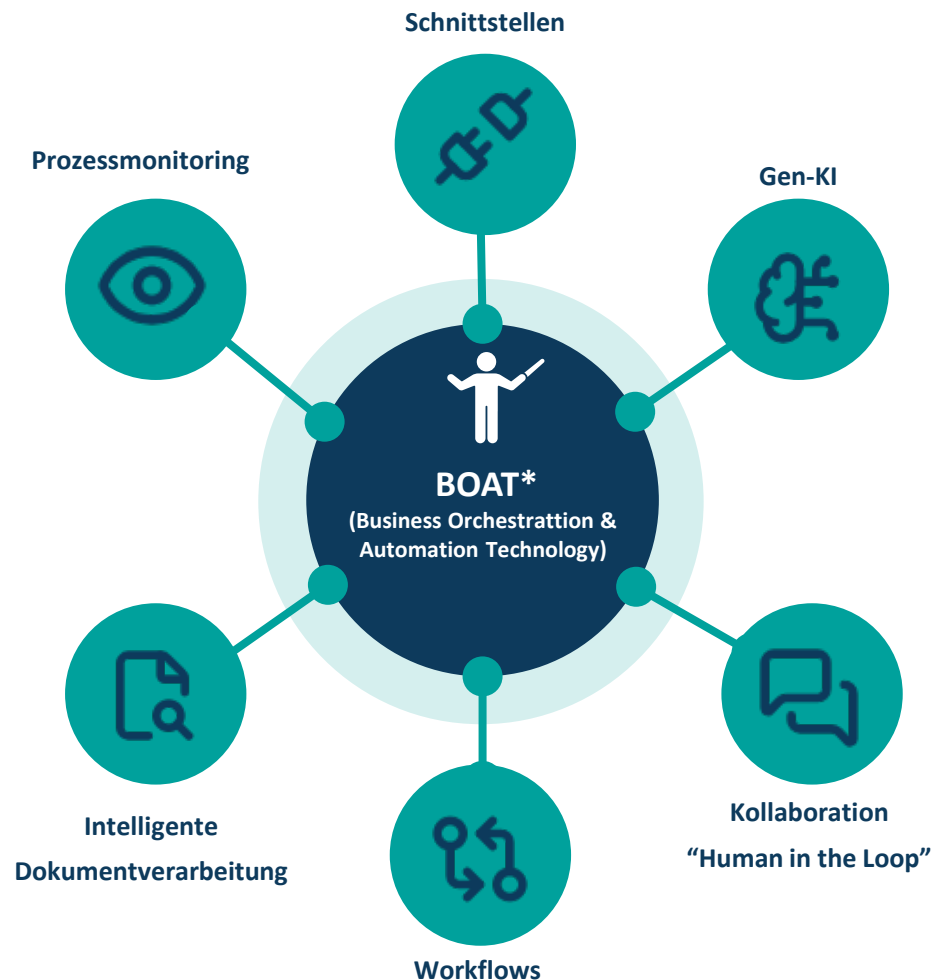 Schnittstellen
Prozessmonitoring
Gen-KI
BOAT*
(Business Orchestrattion &
Automation Technology)
Intelligente
Dokumentverarbeitung
Kollaboration
“Human in the Loop”
Workflows